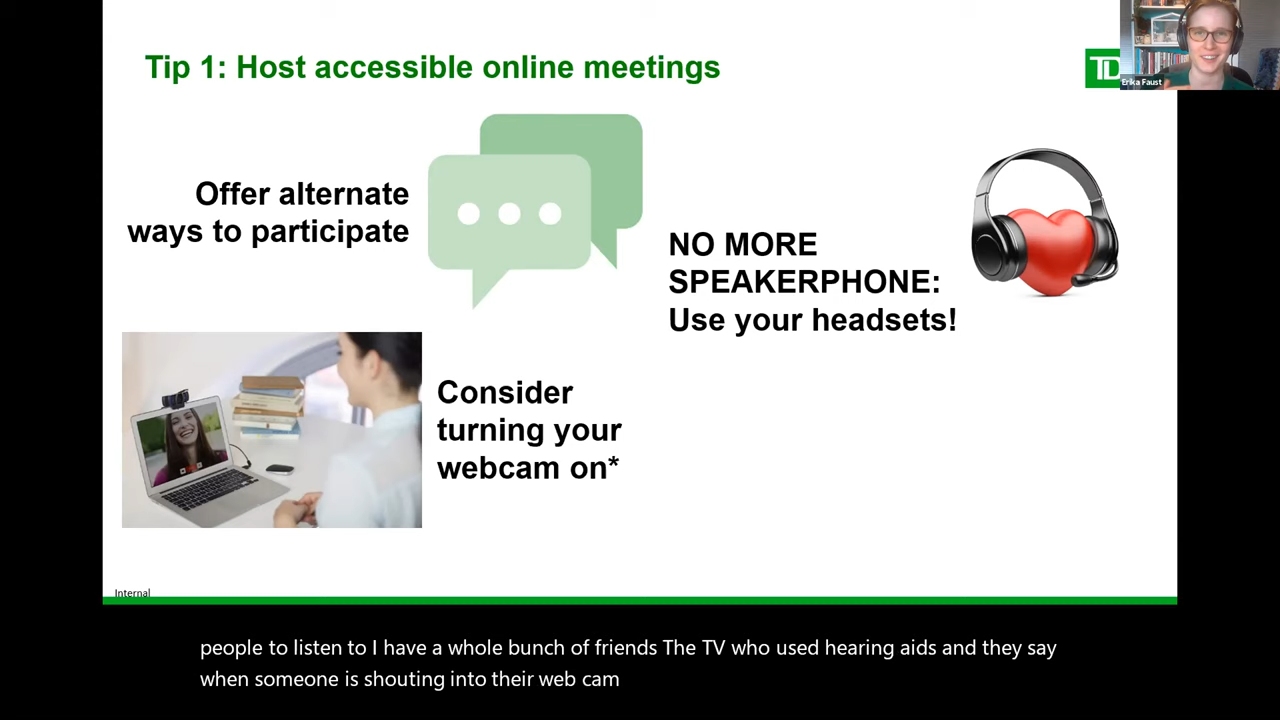 Tip 1: Host accessible online meetings
TD
Erika Faust
Offer alternate
ways to participate
NO MORE
SPEAKERPHONE:
Use your headsets!
Consider
turning your
webcam on*
Internal
people to listen to I have a whole bunch of friends The TV who used hearing aids and they say
when someone is shouting into their web cam